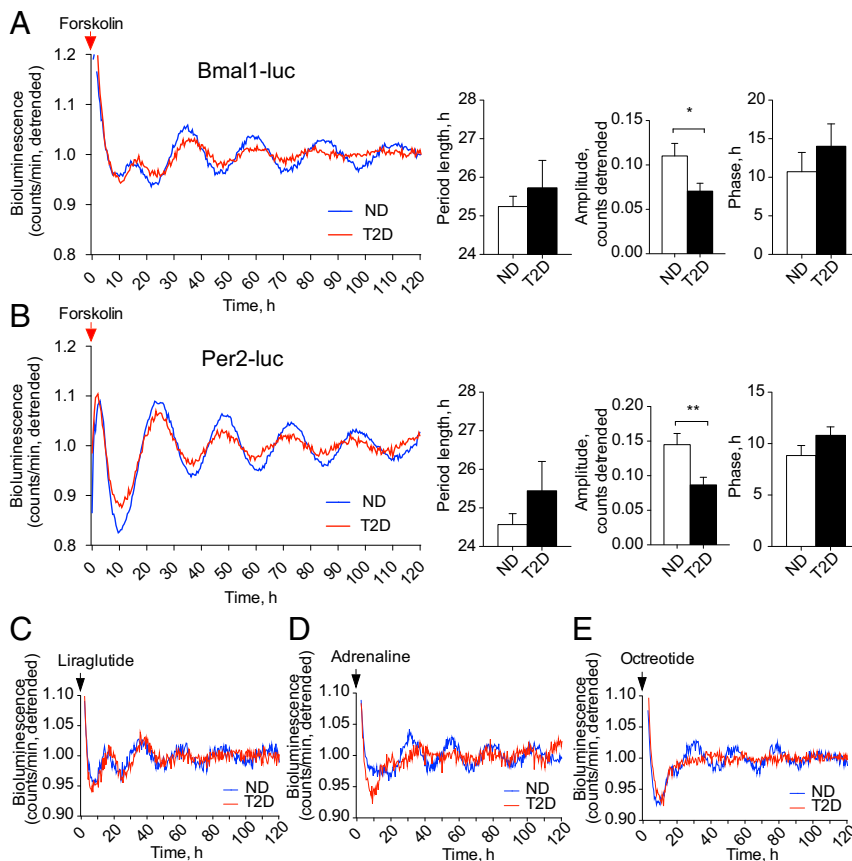 A
Forskolin
Bmal1-luc
Bioluminescence
(counts/min, detrended)
1.2
1.1
1.0
0.9
0.8
ND
T2D
0 10 20 30 40 50 60 70 80 90 100 110 120
Time, h
Period length, h
28
27
26
25
24
ND T2D
Amplitude,
counts detrended
0.15
0.10
0.05
0.00
*
ND T2D
Phase, h
20
15
10
5
0
ND T2D
B
Forskolin
Per2-luc
Bioluminescence
(counts/min, detrended)
1.2
1.1
1.0
0.9
0.8
ND
T2D
0 10 20 30 40 50 60 70 80 90 100 110 120
Time, h
Period length, h
28
27
26
25
24
ND T2D
Amplitude,
counts detrended
0.20
0.15
0.10
0.05
0.00
**
ND T2D
Phase, h
15
10
5
0
ND T2D
C
Liraglutide
Bioluminescence
(counts/min, detrended)
1.10
1.05
1.00
0.95
0.90
ND
T2D
0 20 40 60 80 100 120
Time, h
D
Adrenaline
Bioluminescence
(counts/min, detrended)
1.10
1.05
1.00
0.95
0.90
ND
T2D
0 20 40 60 80 100 120
Time, h
E
Octreotide
Bioluminescence
(counts/min, detrended)
1.10
1.05
1.00
0.95
0.90
ND
T2D
0 20 40 60 80 100 120
Time, h